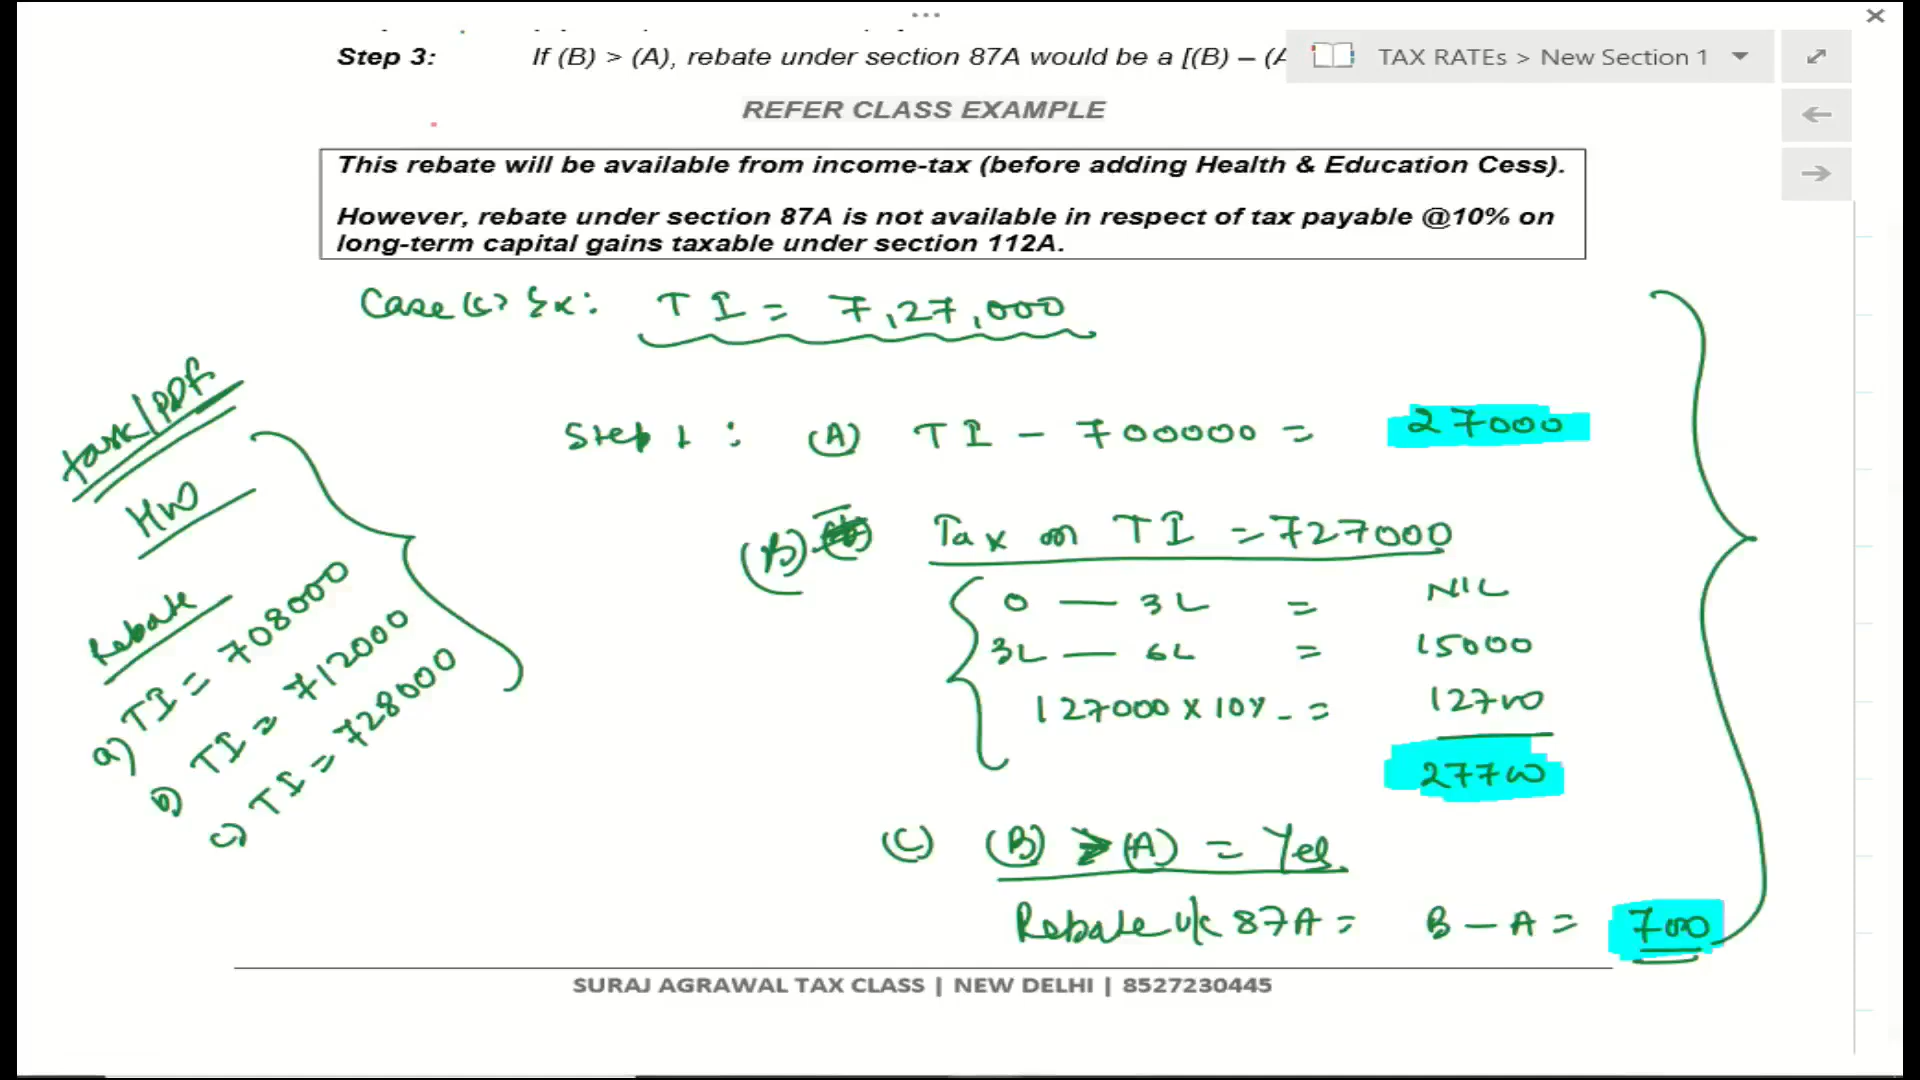 Step 3: If (B) > (A), rebate under section 87A would be a [(B) – (A
TAX RATEs > New Section 1
REFER CLASS EXAMPLE
This rebate will be available from income-tax (before adding Health & Education Cess).
However, rebate under section 87A is not available in respect of tax payable @10% on
long-term capital gains taxable under section 112A.
Case (c) Ex: TI = 7,27,000
Step 1 : (A) TI - 700000 = 27000
(B) Tax on TI = 727000
0 — 3L = NIL
3L — 6L = 15000
127000 x 10% = 12700
27700
(C) (B) > (A) = Yes
Rebate u/s 87A = B - A = 700
Task/PDF
HW
Rebate
a) TI = 708000
b) TI = 712000
c) TI = 728000
SURAJ AGRAWAL TAX CLASS | NEW DELHI | 8527230445